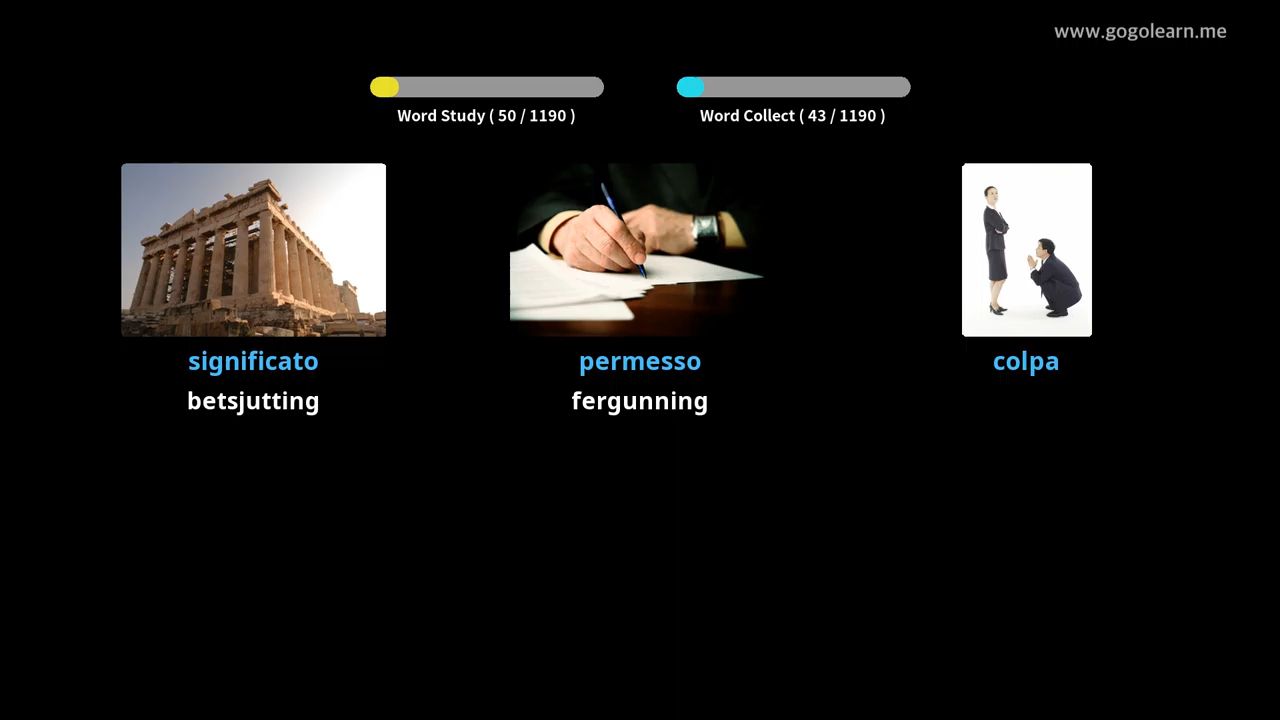 www.gogolearn.me
Word Study ( 50 / 1190 )
Word Collect ( 43 / 1190 )
significato
permesso
colpa
betsjutting
fergunning